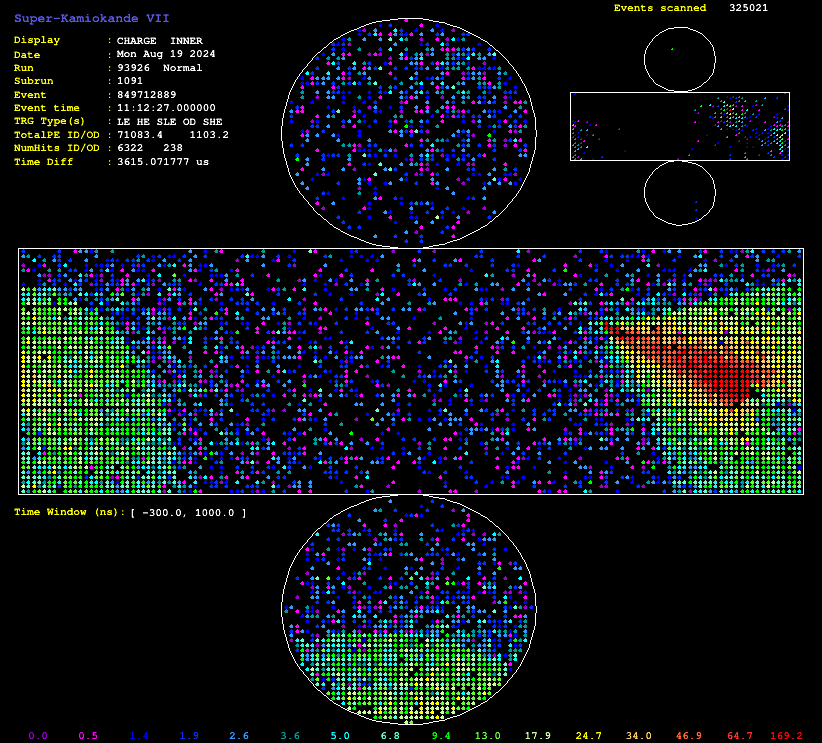 Super-Kamiokande VII
Events scanned 325021
Display : CHARGE INNER
Date : Mon Aug 19 2024
Run : 93926 Normal
Subrun : 1091
Event : 849712889
Event time : 11:12:27.000000
TRG Type(s) : LE HE SLE OD SHE
TotalPE ID/OD : 71083.4 1103.2
NumHits ID/OD : 6322 238
Time Diff : 3615.071777 us
Time Window (ns): [ -300.0, 1000.0 ]
0.0 0.5 1.4 1.9 2.6 3.6 5.0 6.8 9.4 13.0 17.9 24.7 34.0 46.9 64.7 169.2